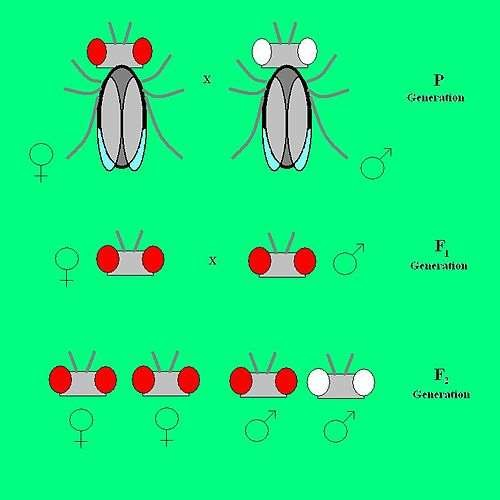 x
P
Generation
x
F1
Generation
F2
Generation